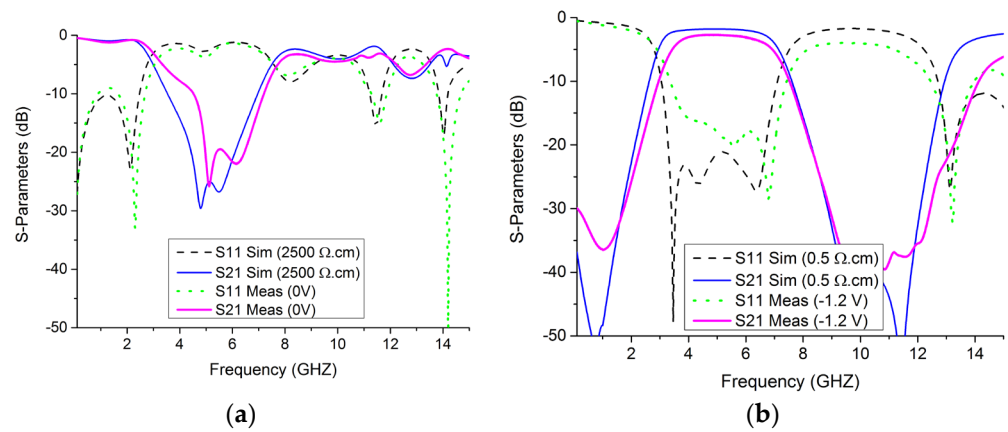 0
-10
-20
-30
-40
-50
2 4 6 8 10 12 14
S-Parameters (dB)
Frequency (GHZ)
S11 Sim (2500 Ω.cm)
S21 Sim (2500 Ω.cm)
S11 Meas (0V)
S21 Meas (0V)
(a)
0
-10
-20
-30
-40
-50
2 4 6 8 10 12 14
S-Parameters (dB)
Frequency (GHZ)
S11 Sim (0.5 Ω.cm)
S21 Sim (0.5 Ω.cm)
S11 Meas (-1.2 V)
S21 Meas (-1.2 V)
(b)